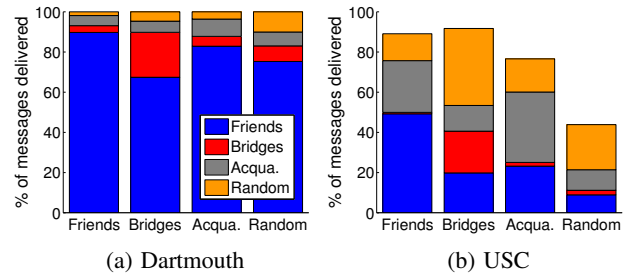 100
80
60
40
20
0
% of messages delivered
Friends
Bridges
Acqua.
Random
Friends Bridges Acqua. Random
(a) Dartmouth
100
80
60
40
20
0
% of messages delivered
Friends Bridges Acqua. Random
(b) USC